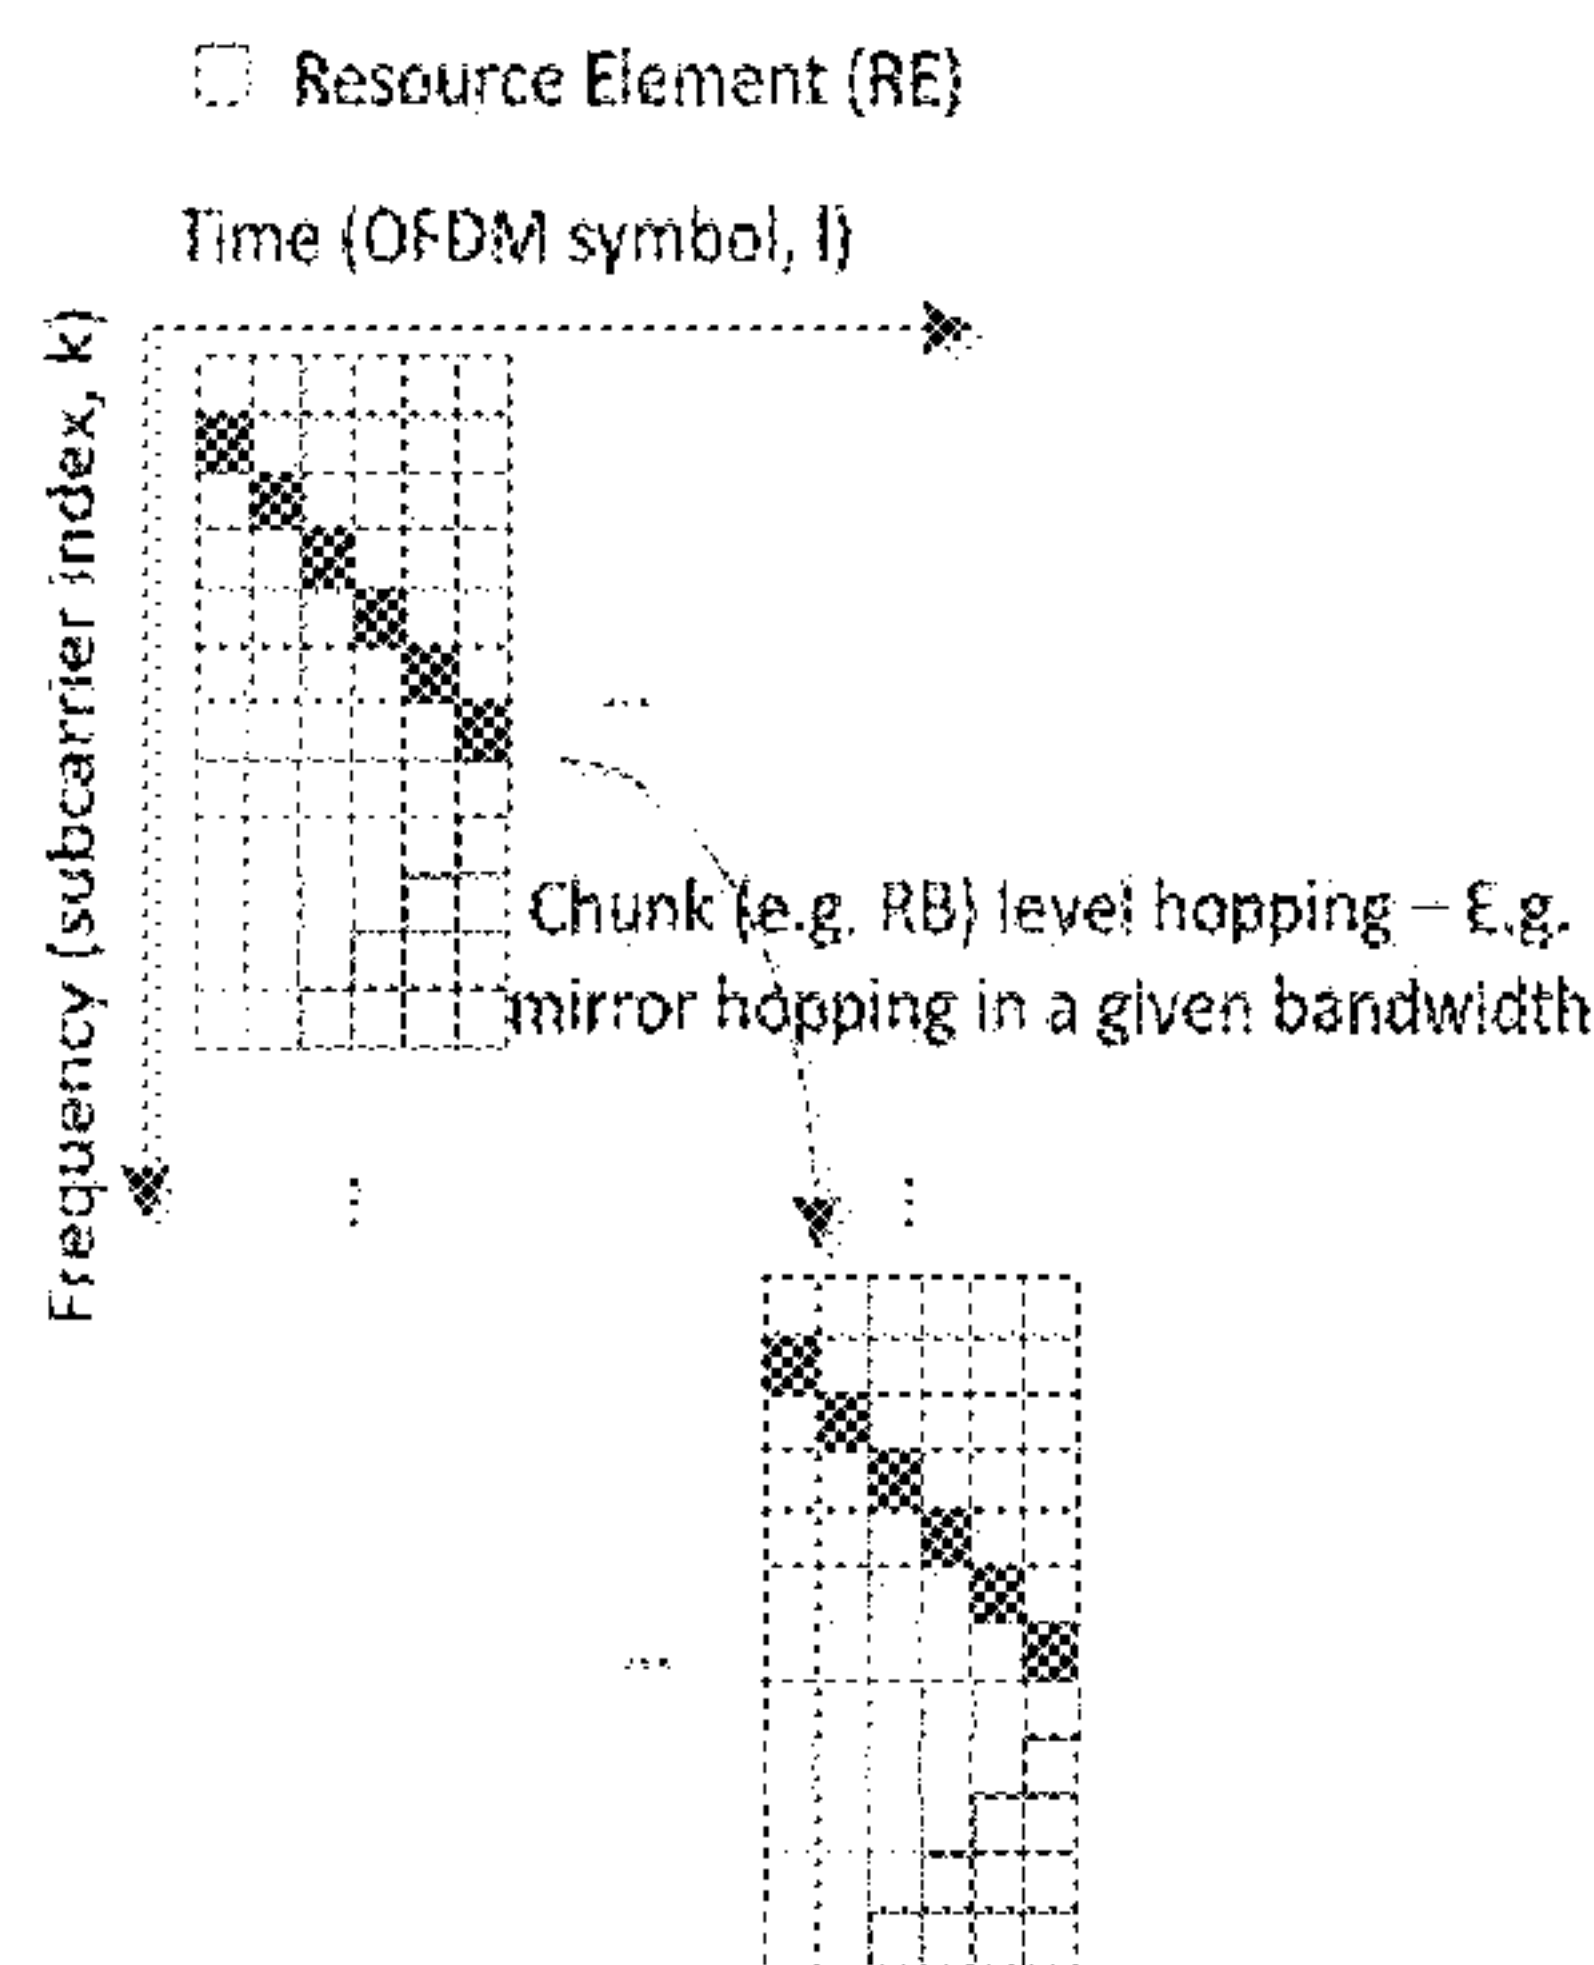 Resource Element (RE)
Time (OFDM symbol, l)
Frequency (subcarrier index, k)
...
Chunk (e.g. RB) level hopping – E.g.
mirror hopping in a given bandwidth
...